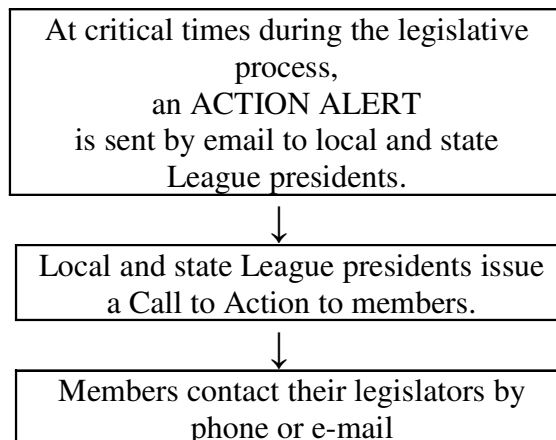 At critical times during the legislative
process,
an ACTION ALERT
is sent by email to local and state
League presidents.
↓
Local and state League presidents issue
a Call to Action to members.
↓
Members contact their legislators by
phone or e-mail